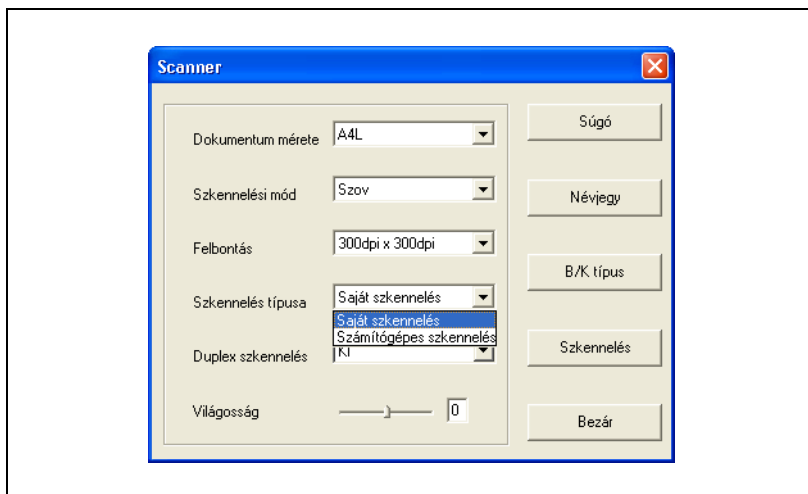 Scanner
Dokumentum mérete
A4L
Súgó
Szkennelési mód
Szov
Névjegy
Felbontás
300dpi x 300dpi
B/K típus
Szkennelés típusa
Saját szkennelés
Saját szkennelés
Számítógépes szkennelés
Duplex szkennelés
KI
Szkennelés
Világosság
0
Bezár